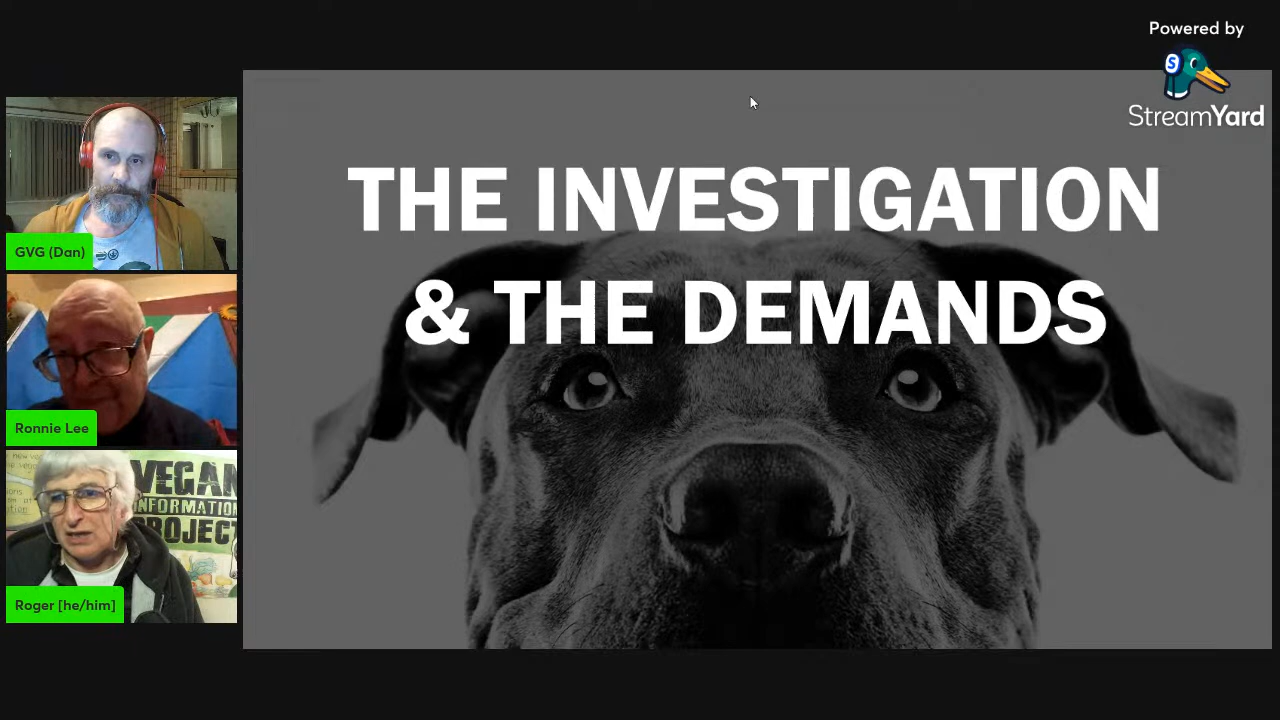 Powered by
StreamYard
THE INVESTIGATION
& THE DEMANDS
GVG (Dan)
Ronnie Lee
VEGAN
INFORMATION
PROJECT
Roger [he/him]